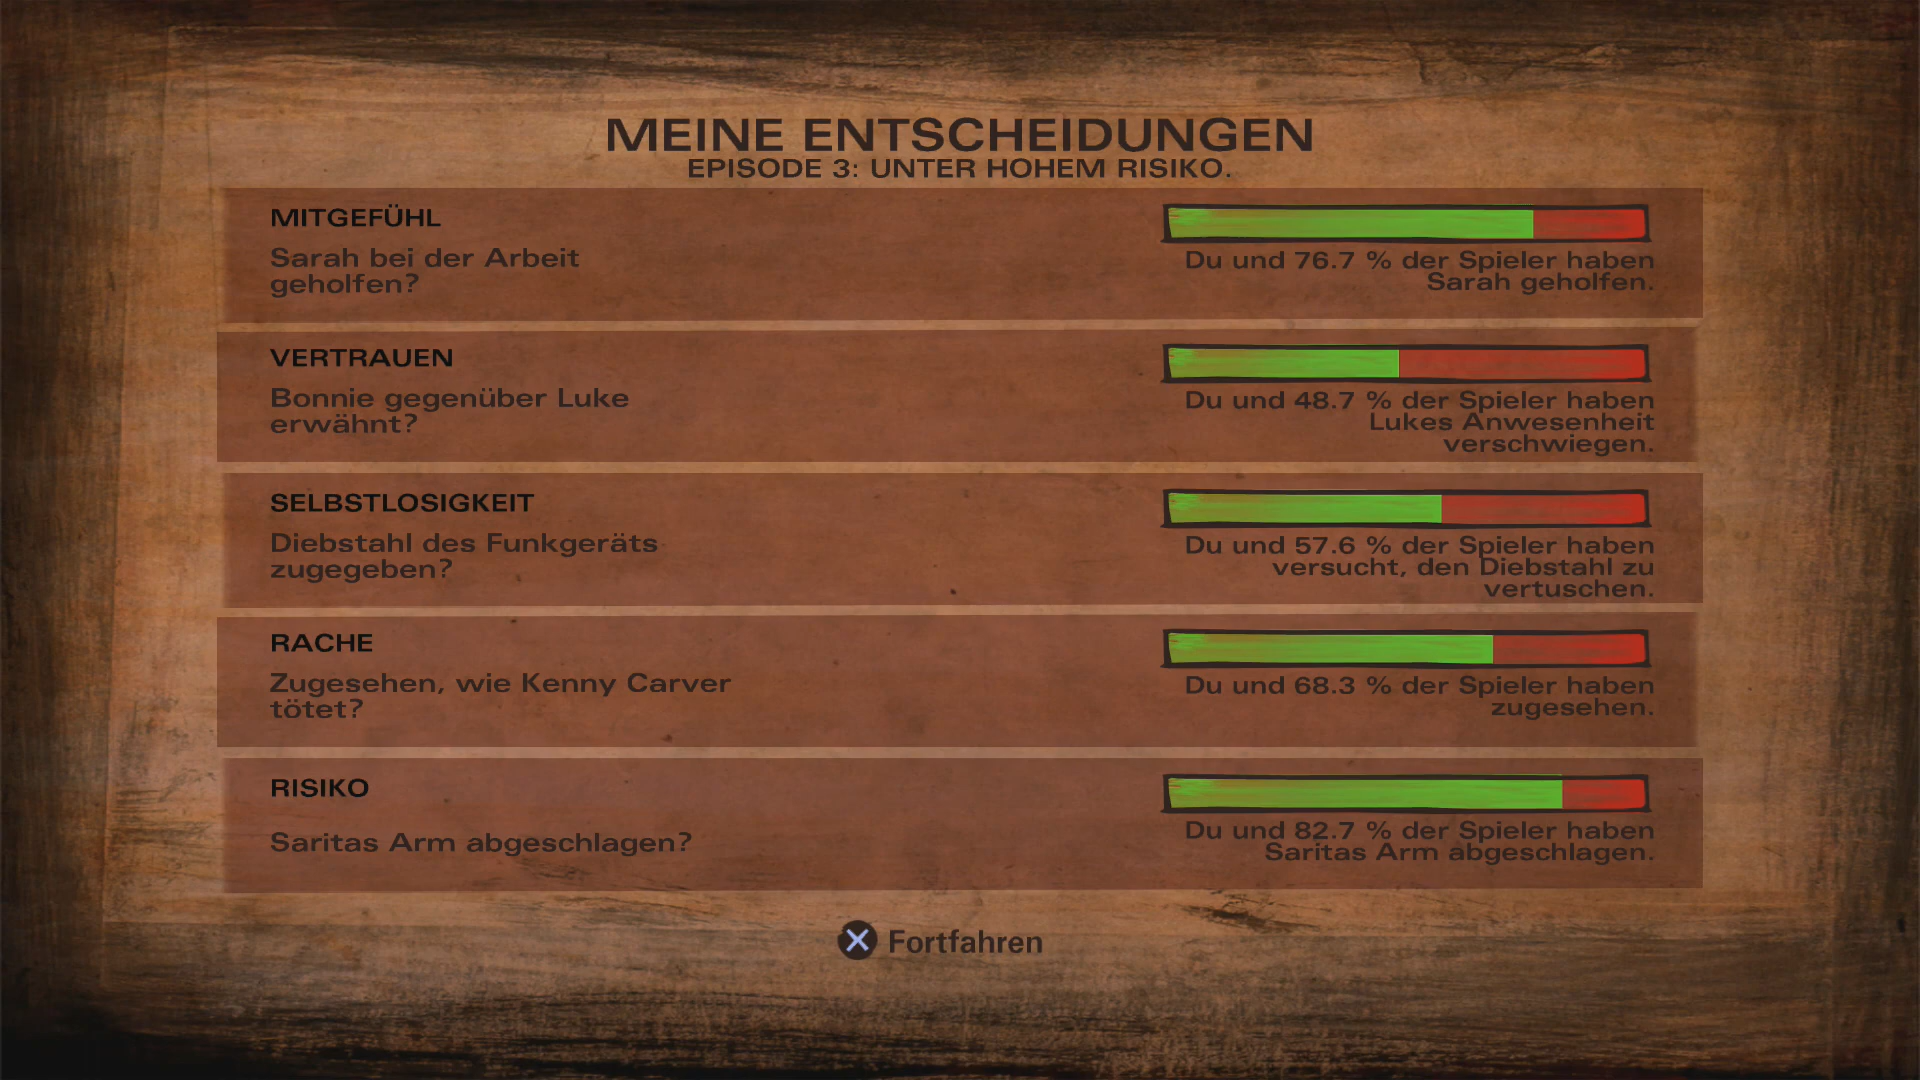 MEINE ENTSCHEIDUNGEN
EPISODE 3: UNTER HOHEM RISIKO.
MITGEFÜHL
Sarah bei der Arbeit
geholfen?
Du und 76.7 % der Spieler haben
Sarah geholfen.
VERTRAUEN
Bonnie gegenüber Luke
erwähnt?
Du und 48.7 % der Spieler haben
Lukes Anwesenheit
verschwiegen.
SELBSTLOSIGKEIT
Diebstahl des Funkgeräts
zugegeben?
Du und 57.6 % der Spieler haben
versucht, den Diebstahl zu
vertuschen.
RACHE
Zugesehen, wie Kenny Carver
tötet?
Du und 68.3 % der Spieler haben
zugesehen.
RISIKO
Saritas Arm abgeschlagen?
Du und 82.7 % der Spieler haben
Saritas Arm abgeschlagen.
Fortfahren